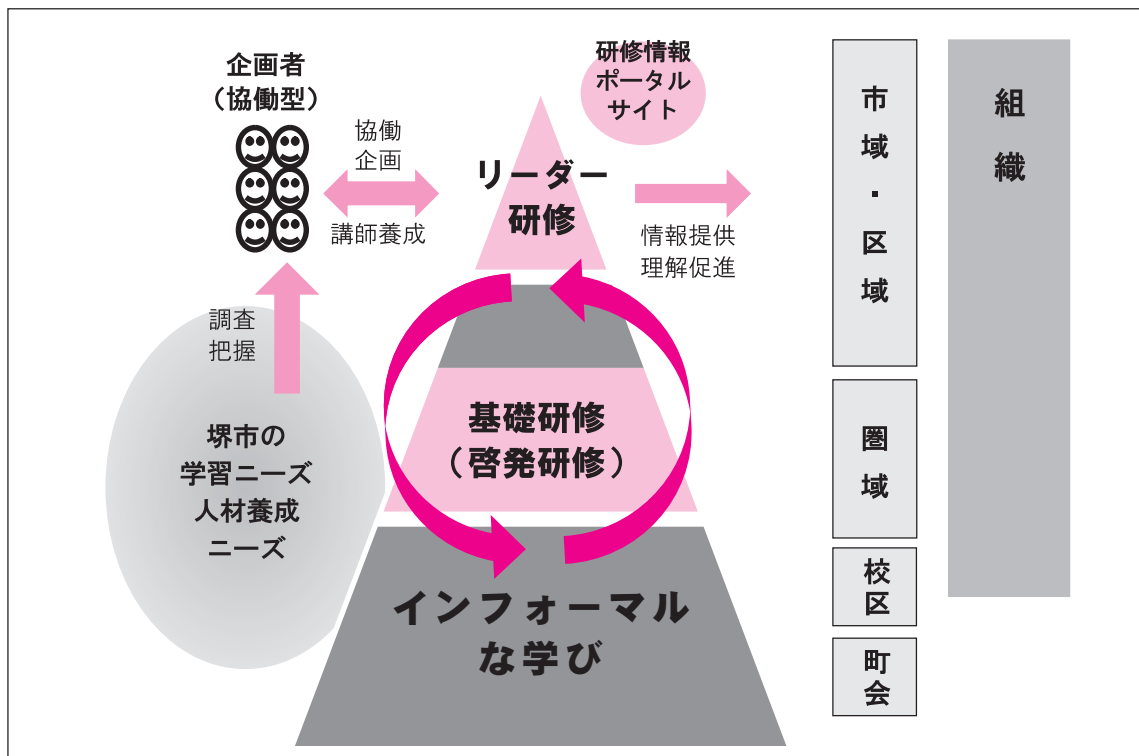 企画者
（協働型）
協働
企画
講師養成
調査
把握
堺市の
学習ニーズ
人材養成
ニーズ
研修情報
ポータル
サイト
リーダー
研修
情報提供
理解促進
基礎研修
（啓発研修）
インフォーマル
な学び
市域・区域
圏域
校区
町会
組織